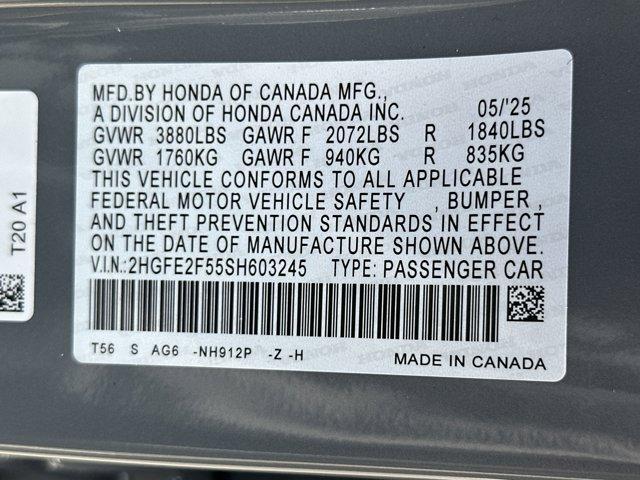 MFD.BY HONDA OF CANADA MFG.,
A DIVISION OF HONDA CANADA INC. 05/'25
GVWR 3880LBS GAWR F 2072LBS R 1840LBS
GVWR 1760KG GAWR F 940KG R 835KG
THIS VEHICLE CONFORMS TO ALL APPLICABLE
FEDERAL MOTOR VEHICLE SAFETY , BUMPER ,
AND THEFT PREVENTION STANDARDS IN EFFECT
ON THE DATE OF MANUFACTURE SHOWN ABOVE.
V.I.N.:2HGFE2F55SH603245 TYPE: PASSENGER CAR
T56 S AG6 -NH912P -Z -H
MADE IN CANADA
T20 A1